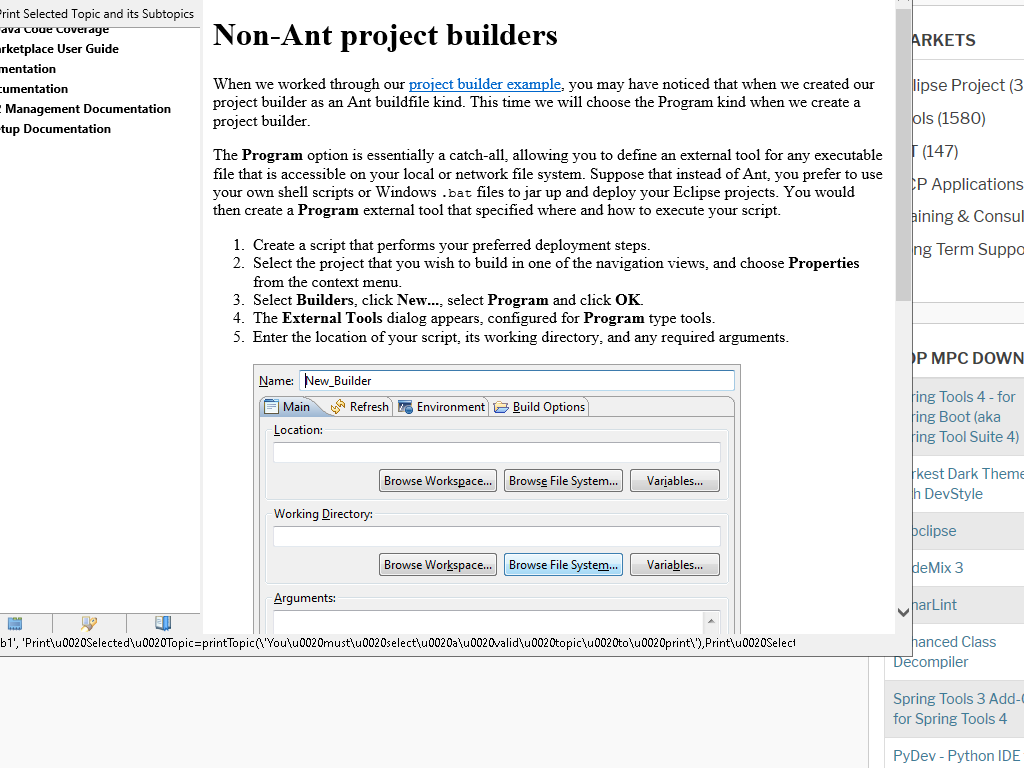 Print Selected Topic and its Subtopics
Java Code Coverage
rketplace User Guide
mentation
cumentation
2 Management Documentation
tup Documentation
Non-Ant project builders
When we worked through our project builder example, you may have noticed that when we created our
project builder as an Ant buildfile kind. This time we will choose the Program kind when we create a
project builder.
The Program option is essentially a catch-all, allowing you to define an external tool for any executable
file that is accessible on your local or network file system. Suppose that instead of Ant, you prefer to use
your own shell scripts or Windows .bat files to jar up and deploy your Eclipse projects. You would
then create a Program external tool that specified where and how to execute your script.
1. Create a script that performs your preferred deployment steps.
2. Select the project that you wish to build in one of the navigation views, and choose Properties
from the context menu.
3. Select Builders, click New..., select Program and click OK.
4. The External Tools dialog appears, configured for Program type tools.
5. Enter the location of your script, its working directory, and any required arguments.
Name: New_Builder
Main Refresh Environment Build Options
Location:
Browse Workspace... Browse File System... Variables...
Working Directory:
Browse Workspace... Browse File System... Variables...
Arguments:
b1', 'Print\u0020Selected\u0020Topic=printTopic(\'You\u0020must\u0020select\u0020a\u0020valid\u0020topic\u0020to\u0020print\'),Print\u0020Select
ARKETS
lipse Project (3
ols (1580)
T (147)
CP Applications
aining & Consul
ng Term Suppo
OP MPC DOWN
ring Tools 4 - for
ring Boot (aka
ring Tool Suite 4)
rkest Dark Theme
h DevStyle
bclipse
deMix 3
narLint
hanced Class
Decompiler
Spring Tools 3 Add-O
for Spring Tools 4
PyDev - Python IDE